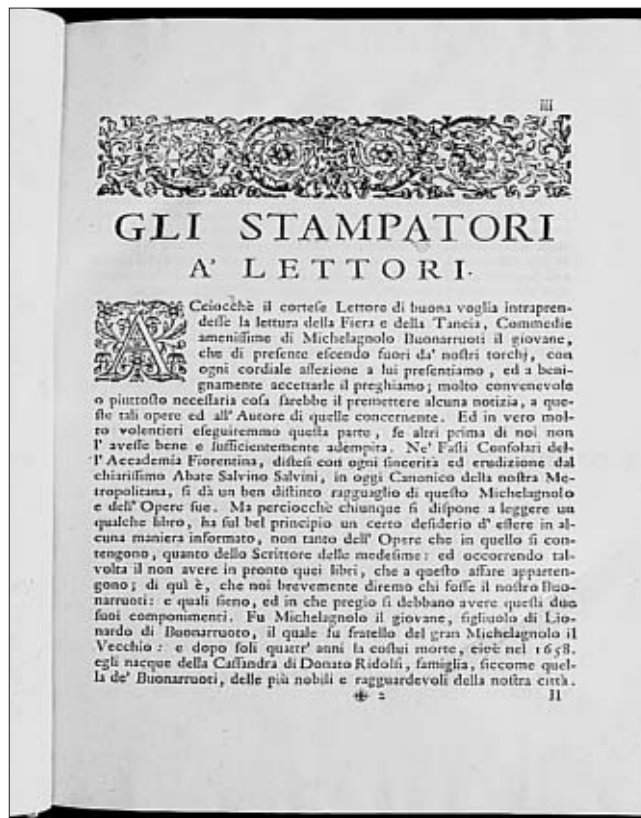 iii
GLI STAMPATORI
A' LETTORI.
ACciocchè il cortese Lettore di buona voglia intrapren-
desse la lettura della Fiera e della Tancia, Commedie
amenissime di Michelagnolo Buonarruoti il giovane,
che di presente escendo fuori da' nostri torchj, con
ogni cordiale affezione a lui presentiamo, ed a beni-
gnamente accettarle il preghiamo; molto convenevole
o piuttosto necessaria cosa sarebbe il premettere alcuna notizia, a que-
ste tali opere ed all' Autore di quelle concernente. Ed in vero mol-
to volentieri eseguiremmo questa parte, se altri prima di noi non
l' avesse bene e sufficientemente adempita. Ne' Fasti Consolari del-
l' Accademia Fiorentina, distesi con ogni sincerità ed erudizione dal
chiarissimo Abate Salvino Salvini, in oggi Canonico della nostra Me-
tropolitana, si dà un ben distinto ragguaglio di questo Michelagnolo
e dell' Opere sue. Ma perciocchè chiunque si dispone a leggere un
qualche libro, ha sul bel principio un certo desiderio d' essere in al-
cuna maniera informato, non tanto dell' Opere che in quello si con-
tengono, quanto dello Scrittore delle medesime: ed occorrendo tal-
volta il non avere in pronto quei libri, che a questo affare apparten-
gono; di quì è, che noi brevemente diremo chi fosse il nostro Buo-
narruoti: e quali sieno, ed in che pregio si debbano avere questi due
suoi componimenti. Fu Michelagnolo il giovane, figliuolo di Lio-
nardo di Buonarruoto, il quale fu fratello del gran Michelagnolo il
Vecchio: e dopo soli quattr' anni la costui morte, cioè nel 1658.
egli nacque della Cassandra di Donato Ridolfi, famiglia, siccome quel-
la de' Buonarruoti, delle più nobili e ragguardevoli della nostra città.
✠ 2 Il